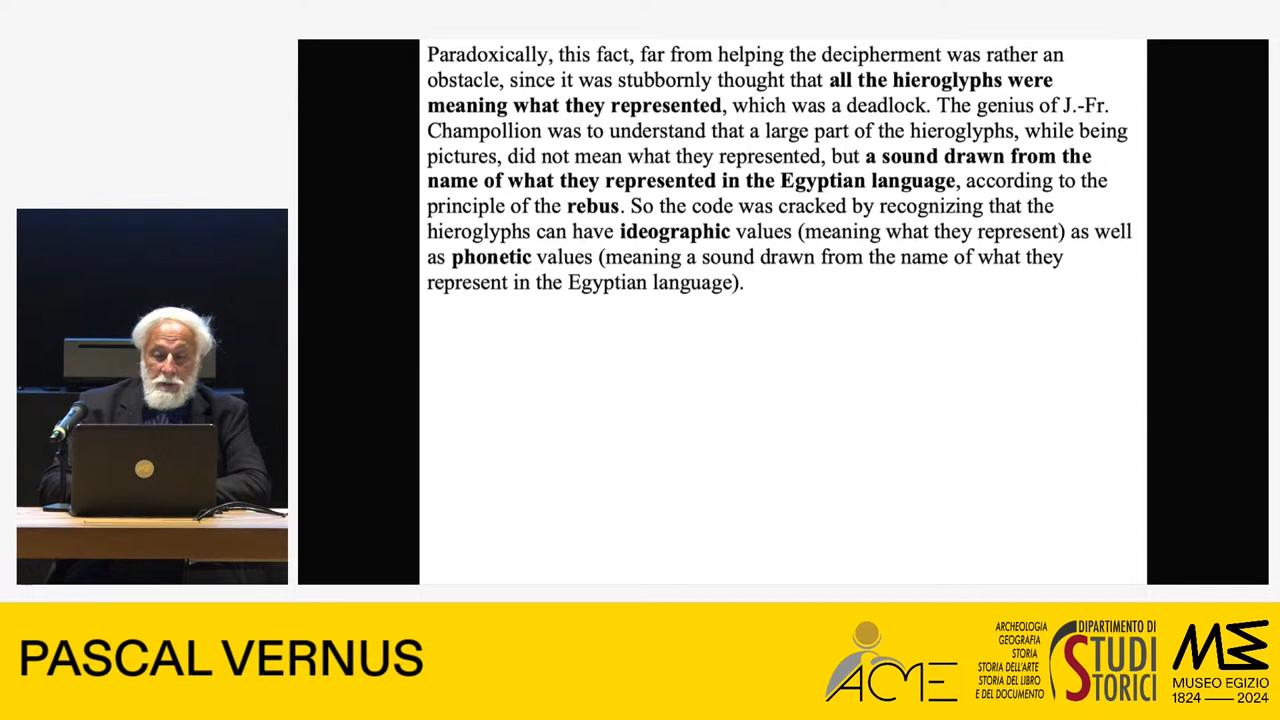 Paradoxically, this fact, far from helping the decipherment was rather an
obstacle, since it was stubbornly thought that all the hieroglyphs were
meaning what they represented, which was a deadlock. The genius of J.-Fr.
Champollion was to understand that a large part of the hieroglyphs, while being
pictures, did not mean what they represented, but a sound drawn from the
name of what they represented in the Egyptian language, according to the
principle of the rebus. So the code was cracked by recognizing that the
hieroglyphs can have ideographic values (meaning what they represent) as well
as phonetic values (meaning a sound drawn from the name of what they
represent in the Egyptian language).
PASCAL VERNUS
ACME
ARCHEOLOGIA
GEOGRAFIA
STORIA
STORIA DELL'ARTE
STORIA DEL LIBRO
E DEL DOCUMENTO
DIPARTIMENTO DI
STUDI
STORICI
ME
MUSEO EGIZIO
1824 — 2024